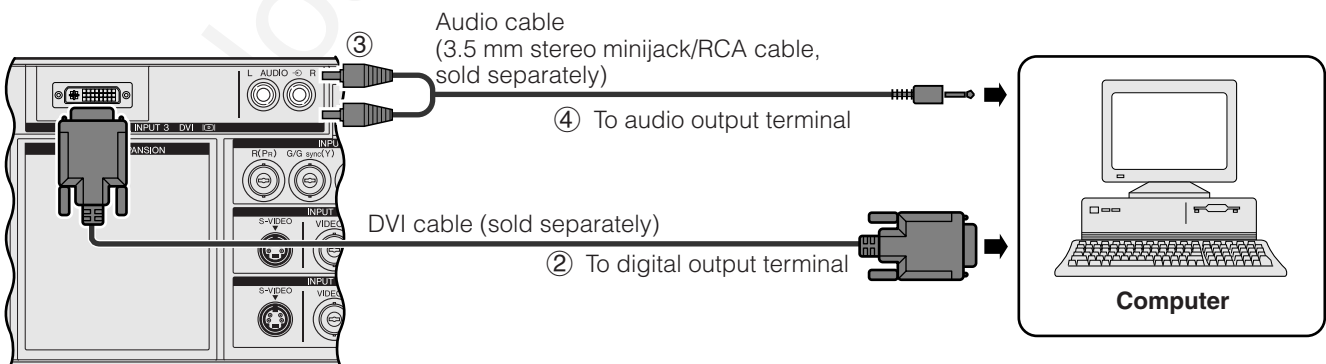 Audio cable
(3.5 mm stereo minijack/RCA cable,
sold separately)
③
L AUDIO R
④ To audio output terminal
INPUT 3 DVI
ANSION
INPU
R(PR) G/G sync(Y)
INPUT
S-VIDEO VIDEO
DVI cable (sold separately)
② To digital output terminal
INPUT
S-VIDEO VIDEO
Computer